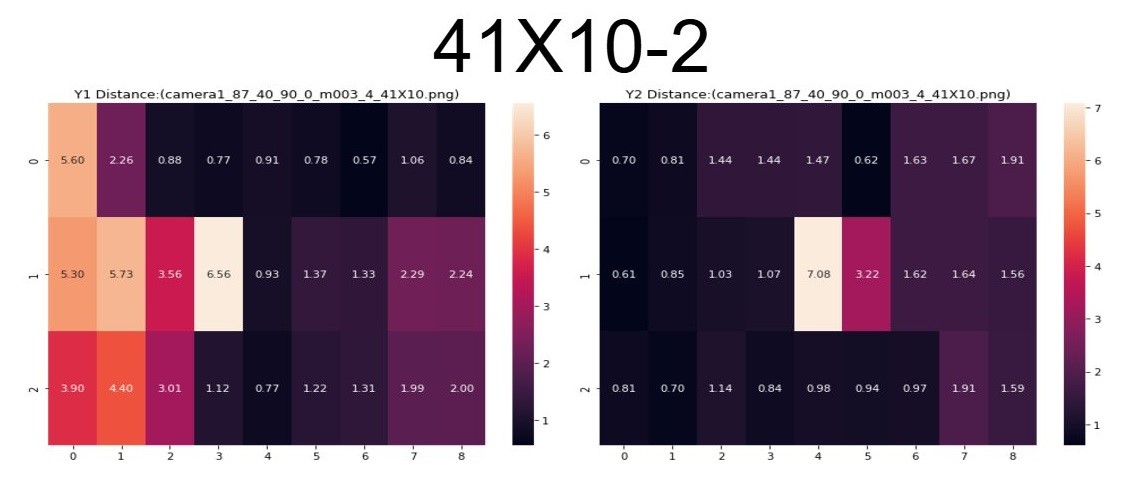 41X10-2
Y1 Distance:(camera1_87_40_90_0_m003_4_41X10.png)
0 5.60 2.26 0.88 0.77 0.91 0.78 0.57 1.06 0.84
1 5.30 5.73 3.56 6.56 0.93 1.37 1.33 2.29 2.24
2 3.90 4.40 3.01 1.12 0.77 1.22 1.31 1.99 2.00
0 1 2 3 4 5 6 7 8
6
5
4
3
2
1
Y2 Distance:(camera1_87_40_90_0_m003_4_41X10.png)
0 0.70 0.81 1.44 1.44 1.47 0.62 1.63 1.67 1.91
1 0.61 0.85 1.03 1.07 7.08 3.22 1.62 1.64 1.56
2 0.81 0.70 1.14 0.84 0.98 0.94 0.97 1.91 1.59
0 1 2 3 4 5 6 7 8
7
6
5
4
3
2
1